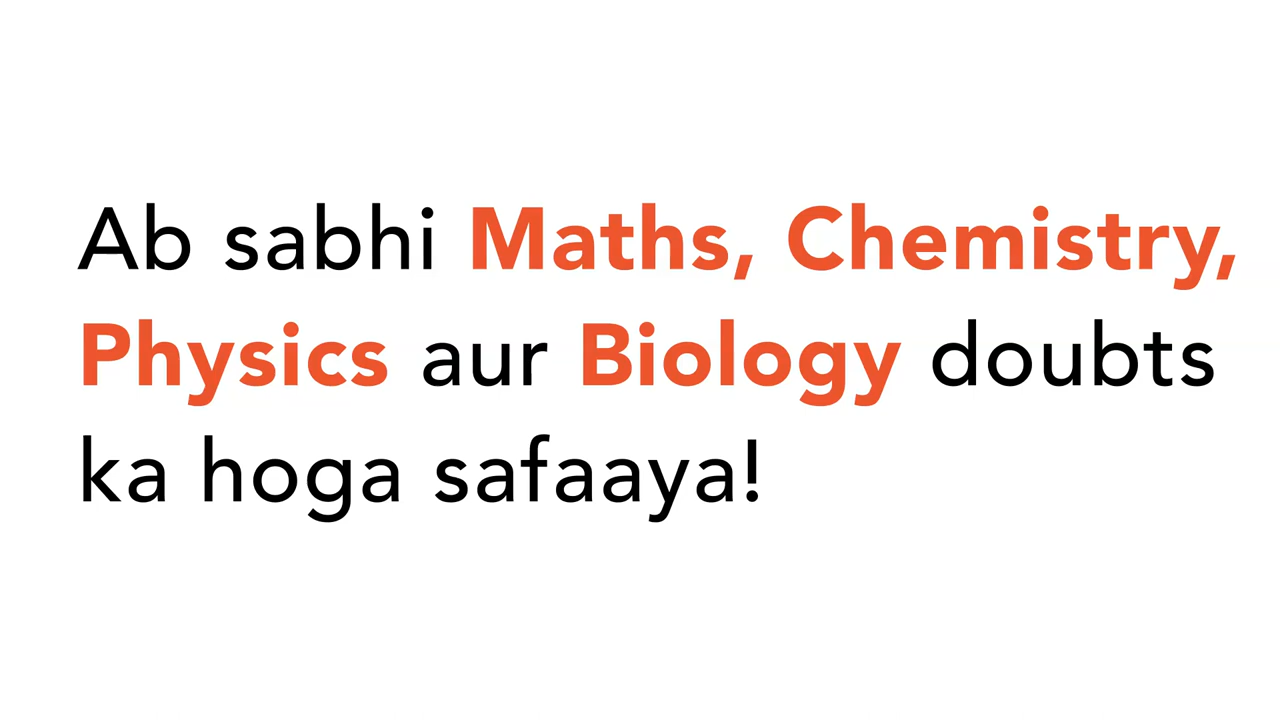 Ab sabhi Maths, Chemistry,
Physics aur Biology doubts
ka hoga safaaya!